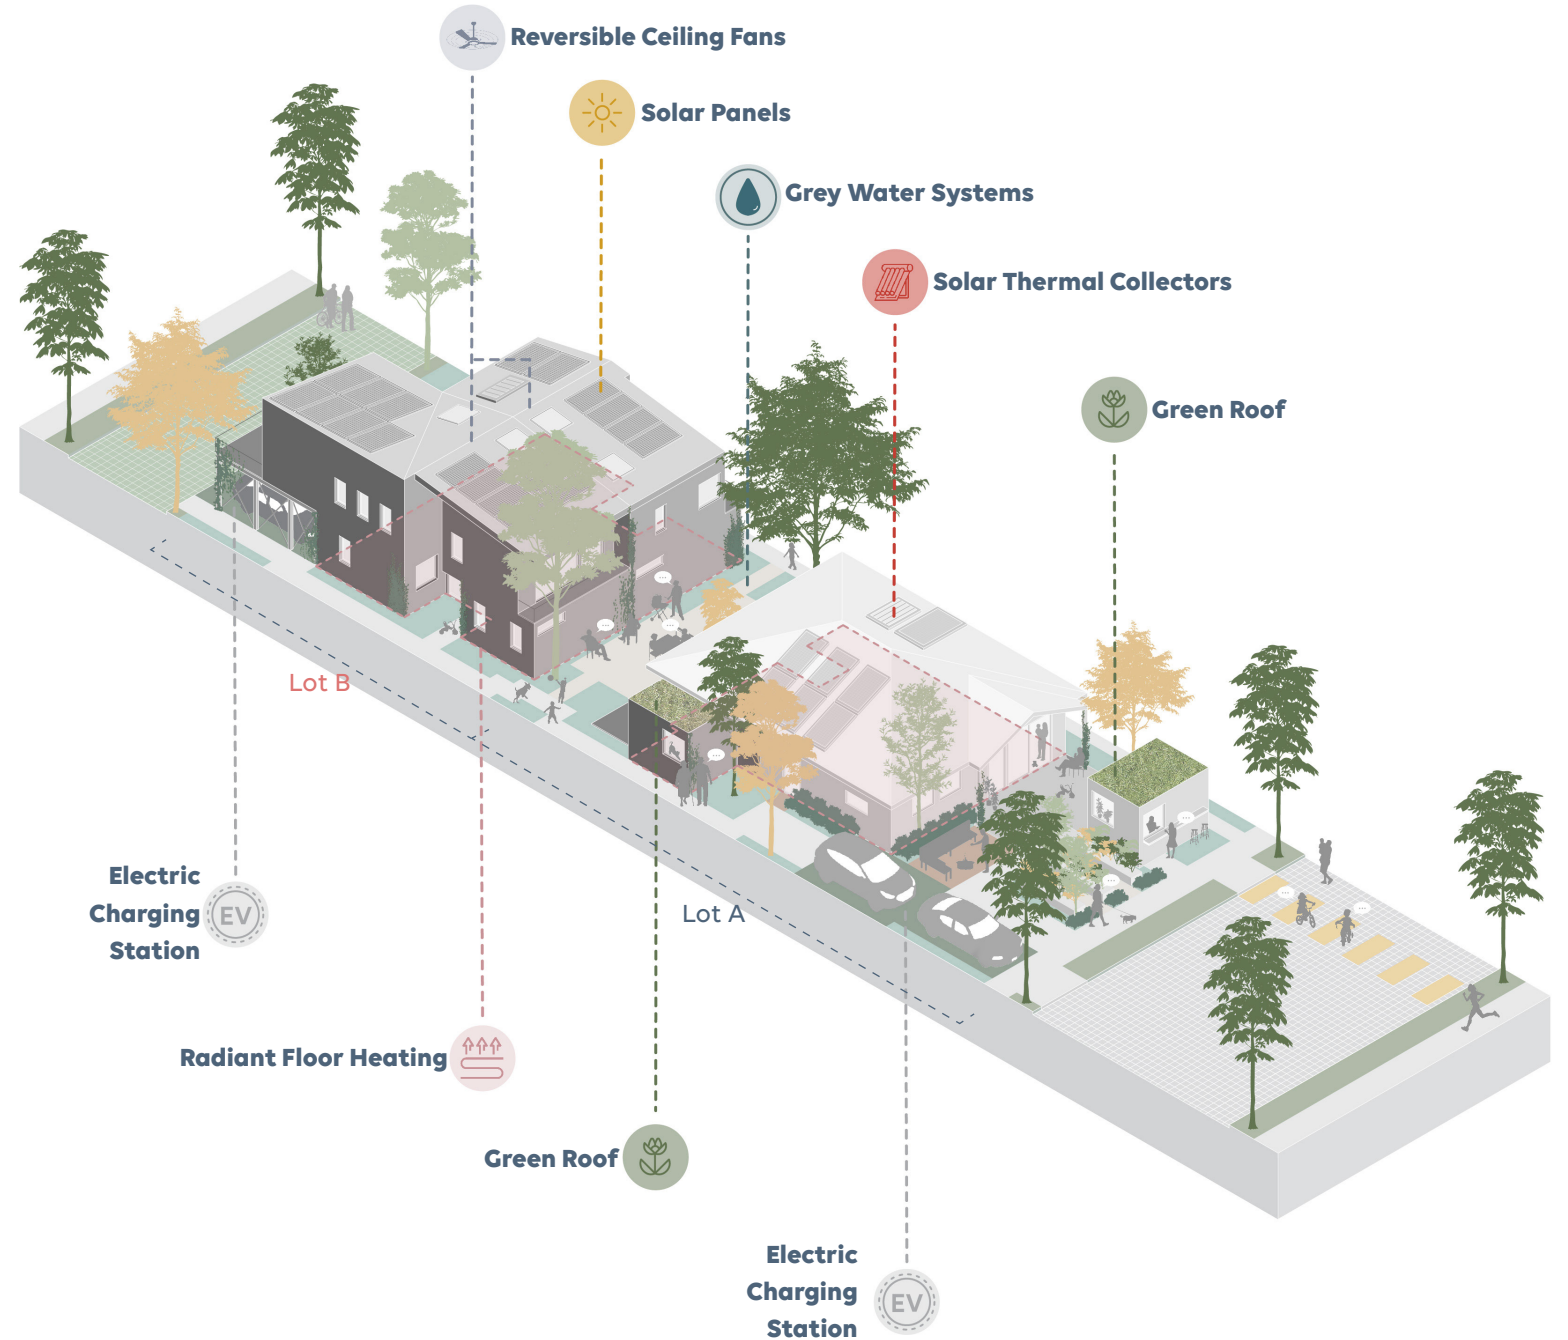 Reversible Ceiling Fans
Solar Panels
Grey Water Systems
Solar Thermal Collectors
Green Roof
Lot B
Electric
Charging
Station
EV
Lot A
Radiant Floor Heating
Green Roof
Electric
Charging
Station
EV